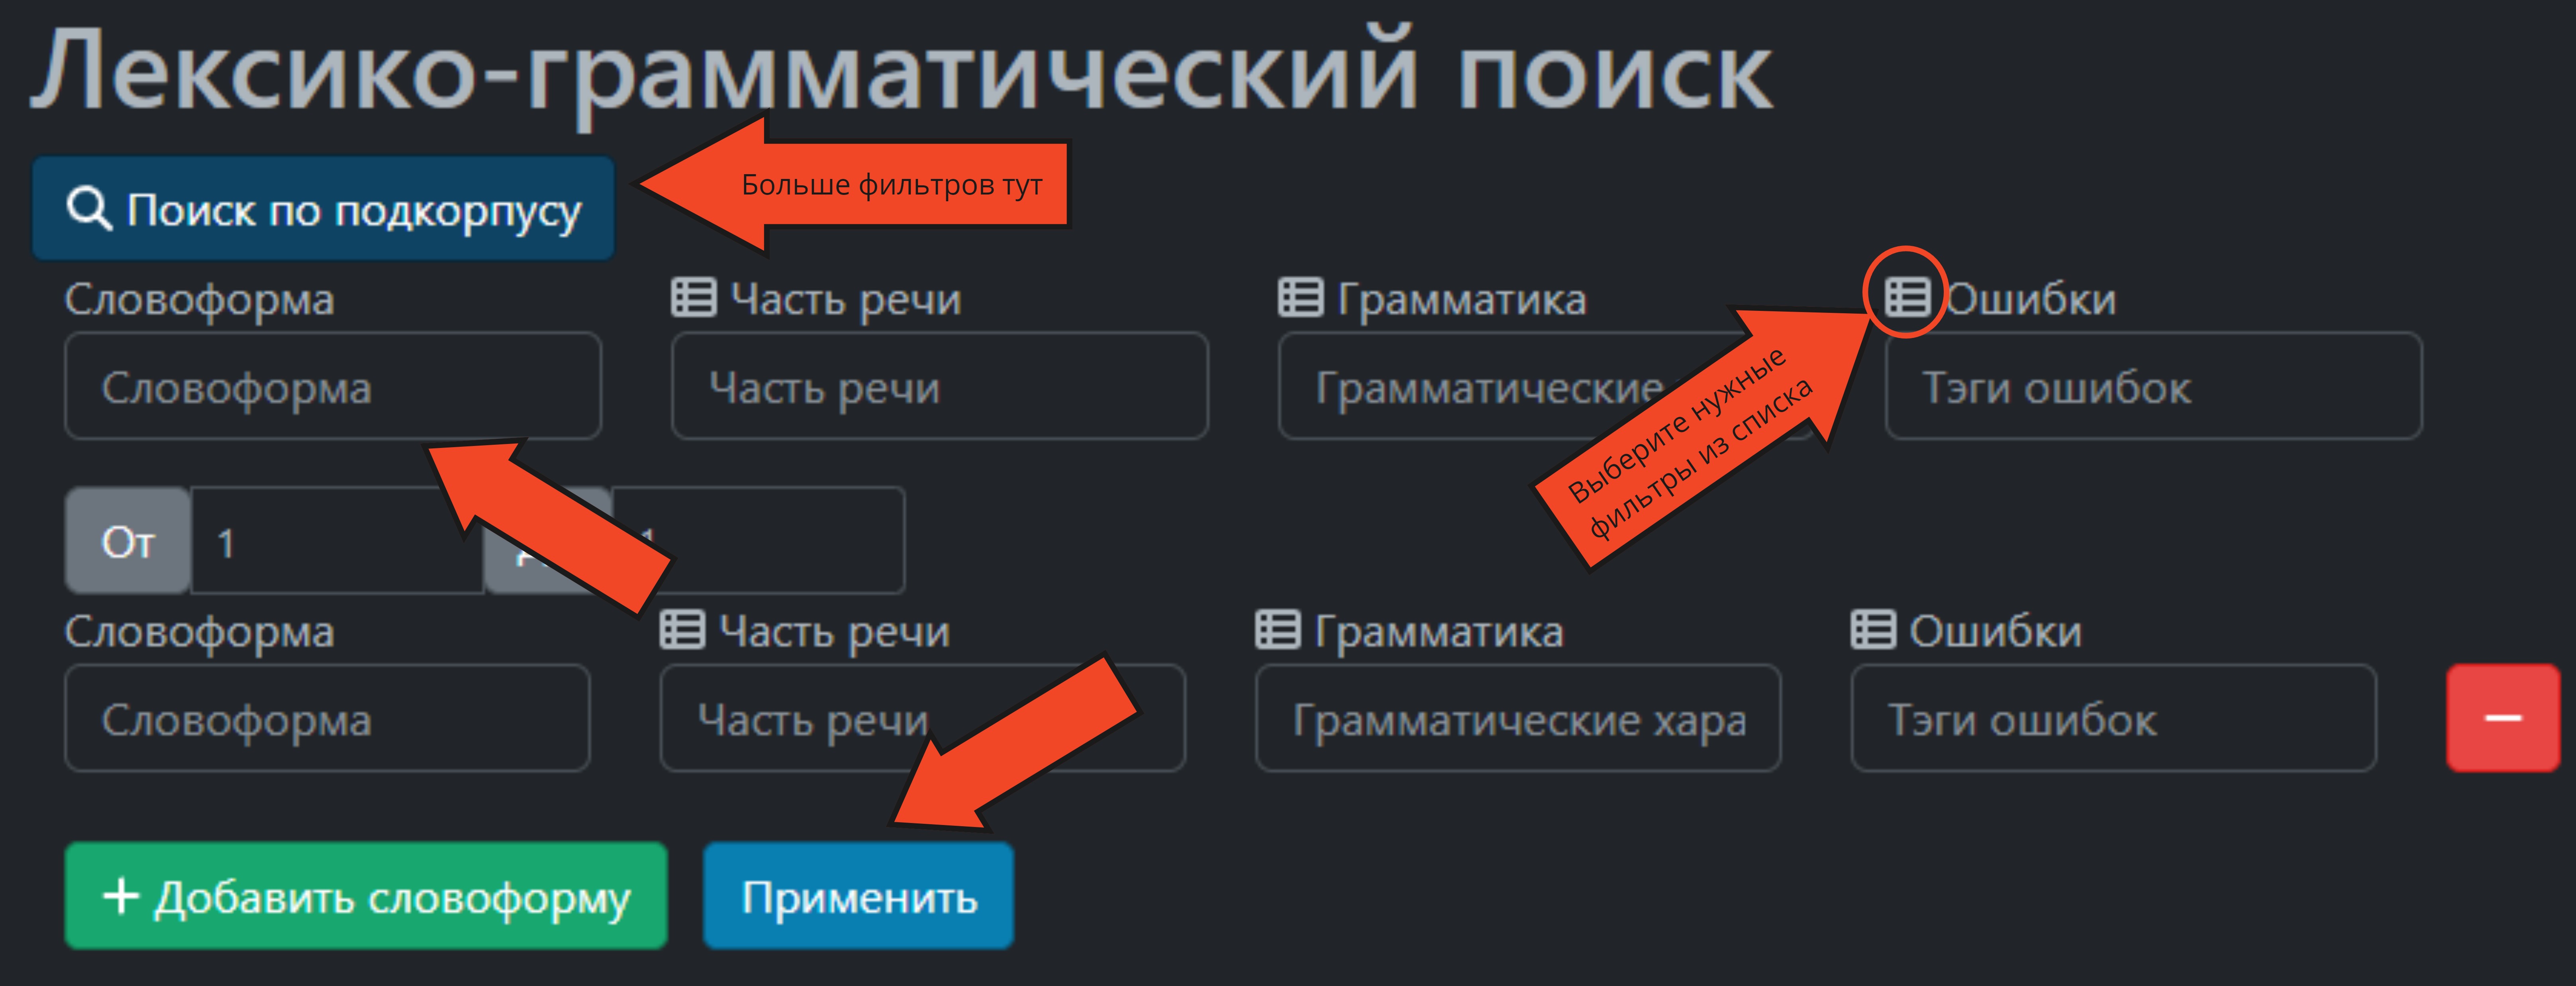 Лексико-грамматический поиск
Поиск по подкорпусу
Больше фильтров тут
Словоформа
Часть речи
Грамматика
Ошибки
Словоформа
Часть речи
Грамматические
Тэги ошибок
Выберите нужные
фильтры из списка
От
1
1
Словоформа
Часть речи
Грамматика
Ошибки
Словоформа
Часть речи
Грамматические хара
Тэги ошибок
Добавить словоформу
Применить